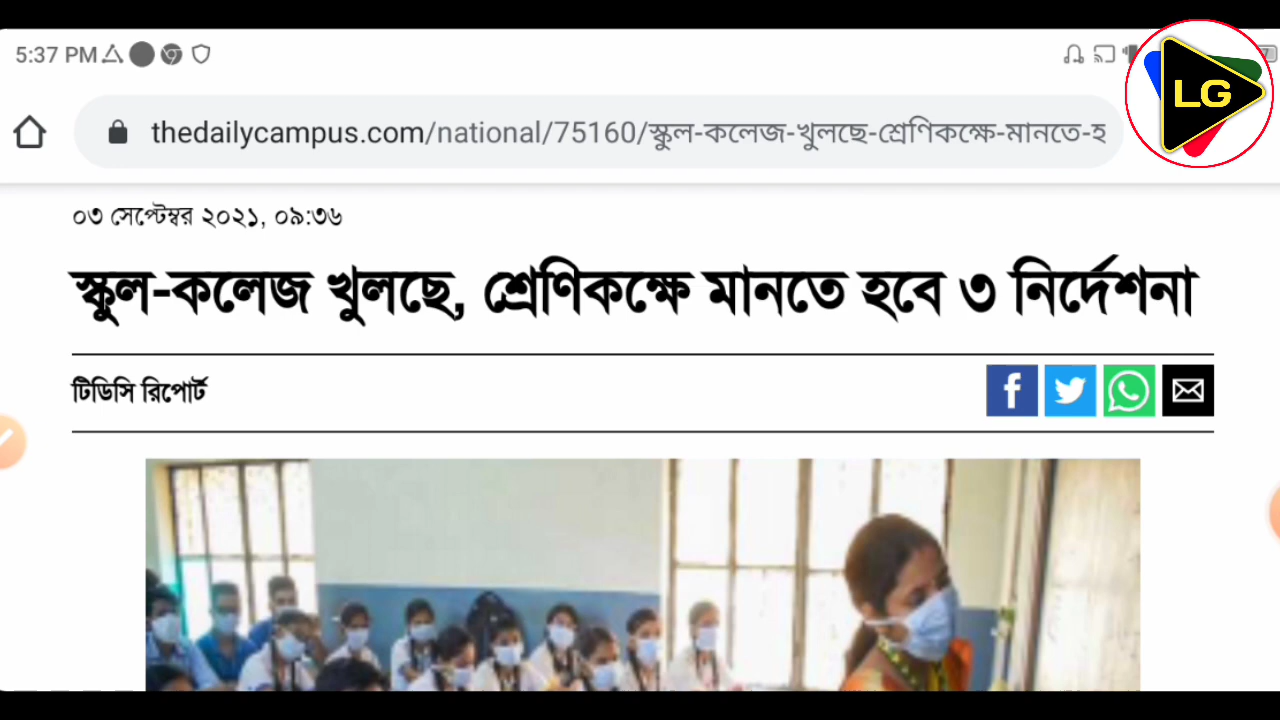 5:37 PM
LG
thedailycampus.com/national/75160/স্কুল-কলেজ-খুলছে-শ্রেণিকক্ষে-মানতে-হ
০৩ সেপ্টেম্বর ২০২১, ০৯:৩৬
স্কুল-কলেজ খুলছে, শ্রেণিকক্ষে মানতে হবে ৩ নির্দেশনা
টিডিসি রিপোর্ট